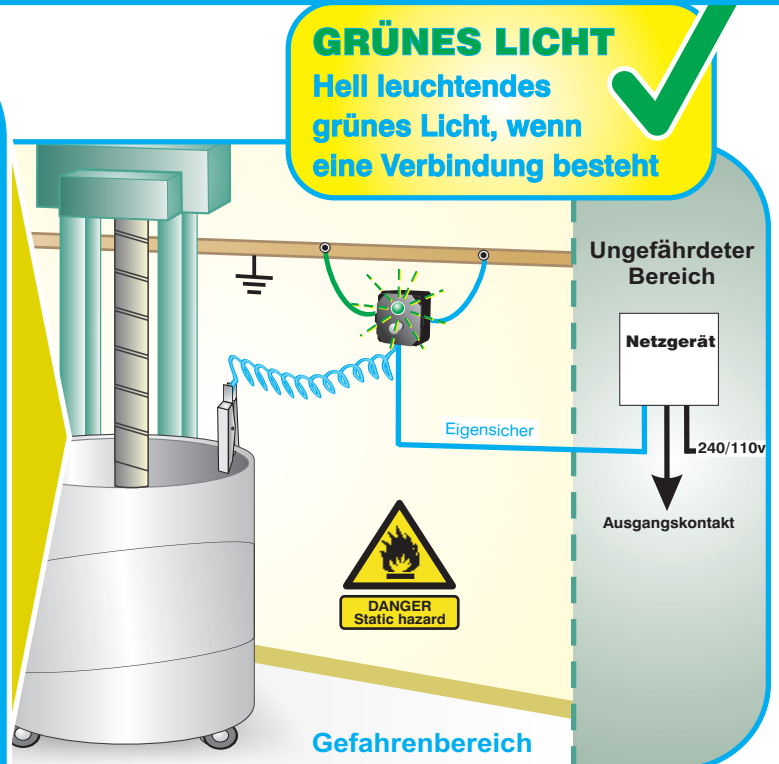 GRÜNES LICHT
Hell leuchtendes
grünes Licht, wenn
eine Verbindung besteht
Ungefährdeter
Bereich
Netzgerät
Eigensicher
240/110v
Ausgangskontakt
DANGER
Static hazard
Gefahrenbereich